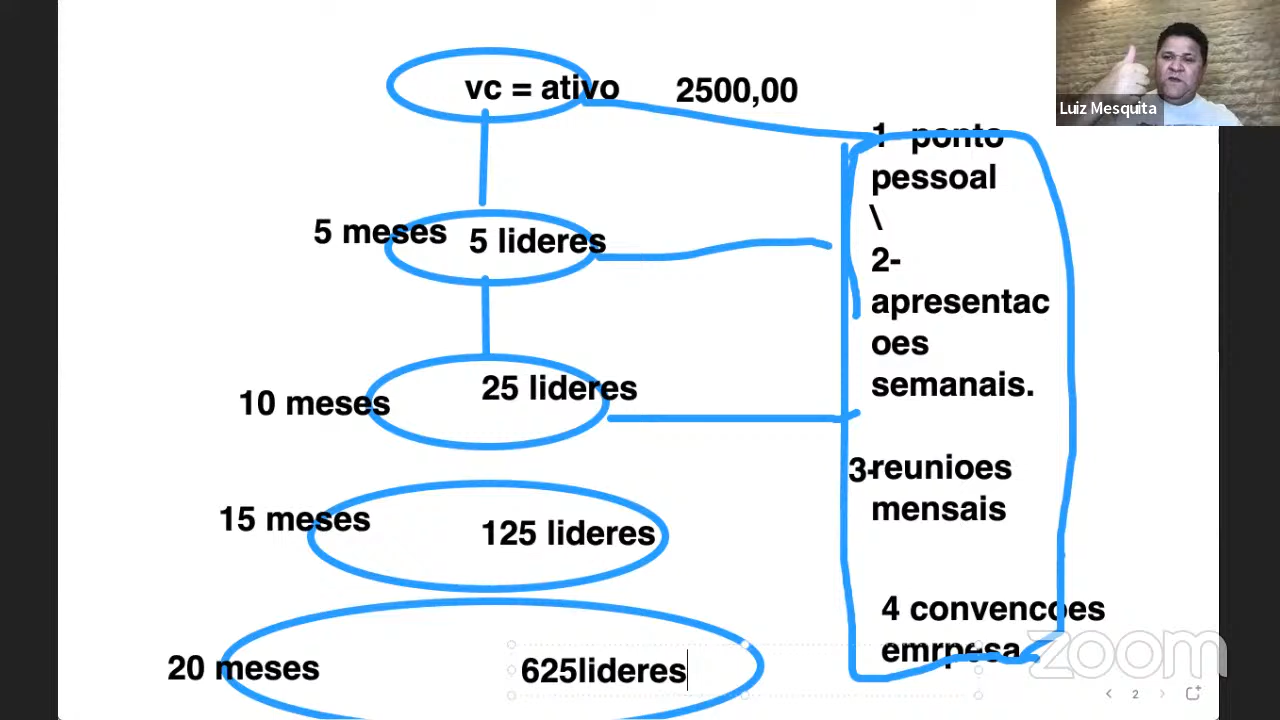 vc = ativo 2500,00
Luiz Mesquita
1- ponto
pessoal
\
5 meses 5 lideres
2-
apresentac
oes
semanais.
10 meses 25 lideres
3-reunioes
mensais
15 meses 125 lideres
4 convencoes
emrpesa
20 meses 625lideres
zoom
2